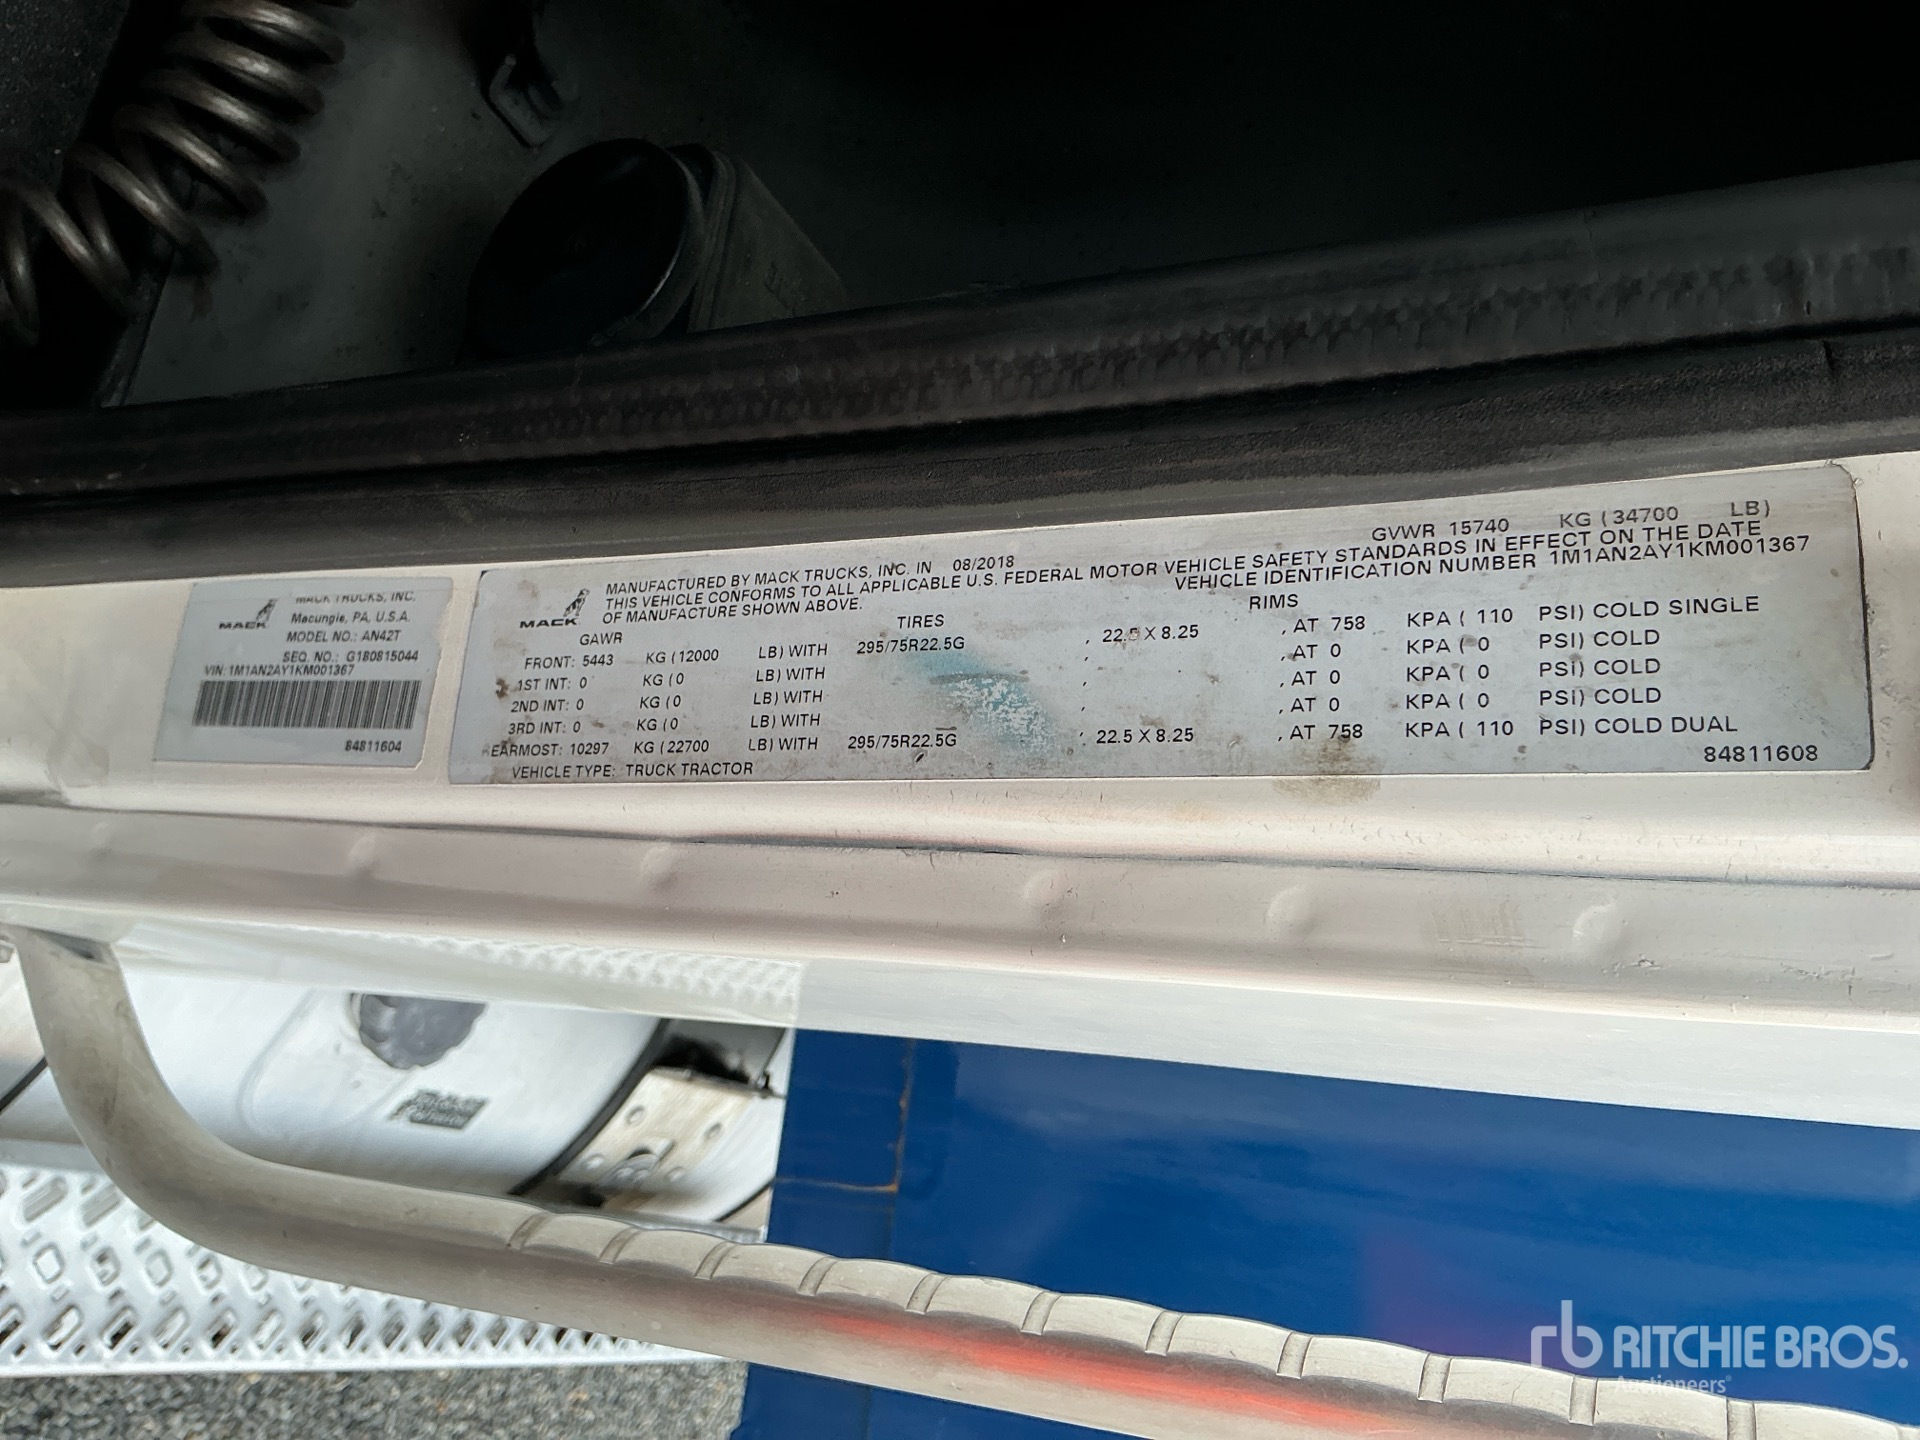 MACK TRUCKS, INC.
MACK
Macungie, PA, U.S.A.
MODEL NO.: AN42T
SEQ. NO.: G180815044
VIN: 1M1AN2AY1KM001367
84811604
GVWR 15740 KG (34700 LB)
MACK
MANUFACTURED BY MACK TRUCKS, INC. IN 08/2018
THIS VEHICLE CONFORMS TO ALL APPLICABLE U.S. FEDERAL MOTOR VEHICLE SAFETY STANDARDS IN EFFECT ON THE DATE
OF MANUFACTURE SHOWN ABOVE. VEHICLE IDENTIFICATION NUMBER 1M1AN2AY1KM001367
GAWR TIRES RIMS
FRONT: 5443 KG (12000 LB) WITH 295/75R22.5G , 22.5 X 8.25 , AT 758 KPA ( 110 PSI) COLD SINGLE
1ST INT: 0 KG (0 LB) WITH , , AT 0 KPA ( 0 PSI) COLD
2ND INT: 0 KG (0 LB) WITH , , AT 0 KPA ( 0 PSI) COLD
3RD INT: 0 KG (0 LB) WITH , AT 0 KPA ( 0 PSI) COLD
REARMOST: 10297 KG (22700 LB) WITH 295/75R22.5G , 22.5 X 8.25 , AT 758 KPA ( 110 PSI) COLD DUAL
VEHICLE TYPE: TRUCK TRACTOR
84811608
rb RITCHIE BROS.
Auctioneers